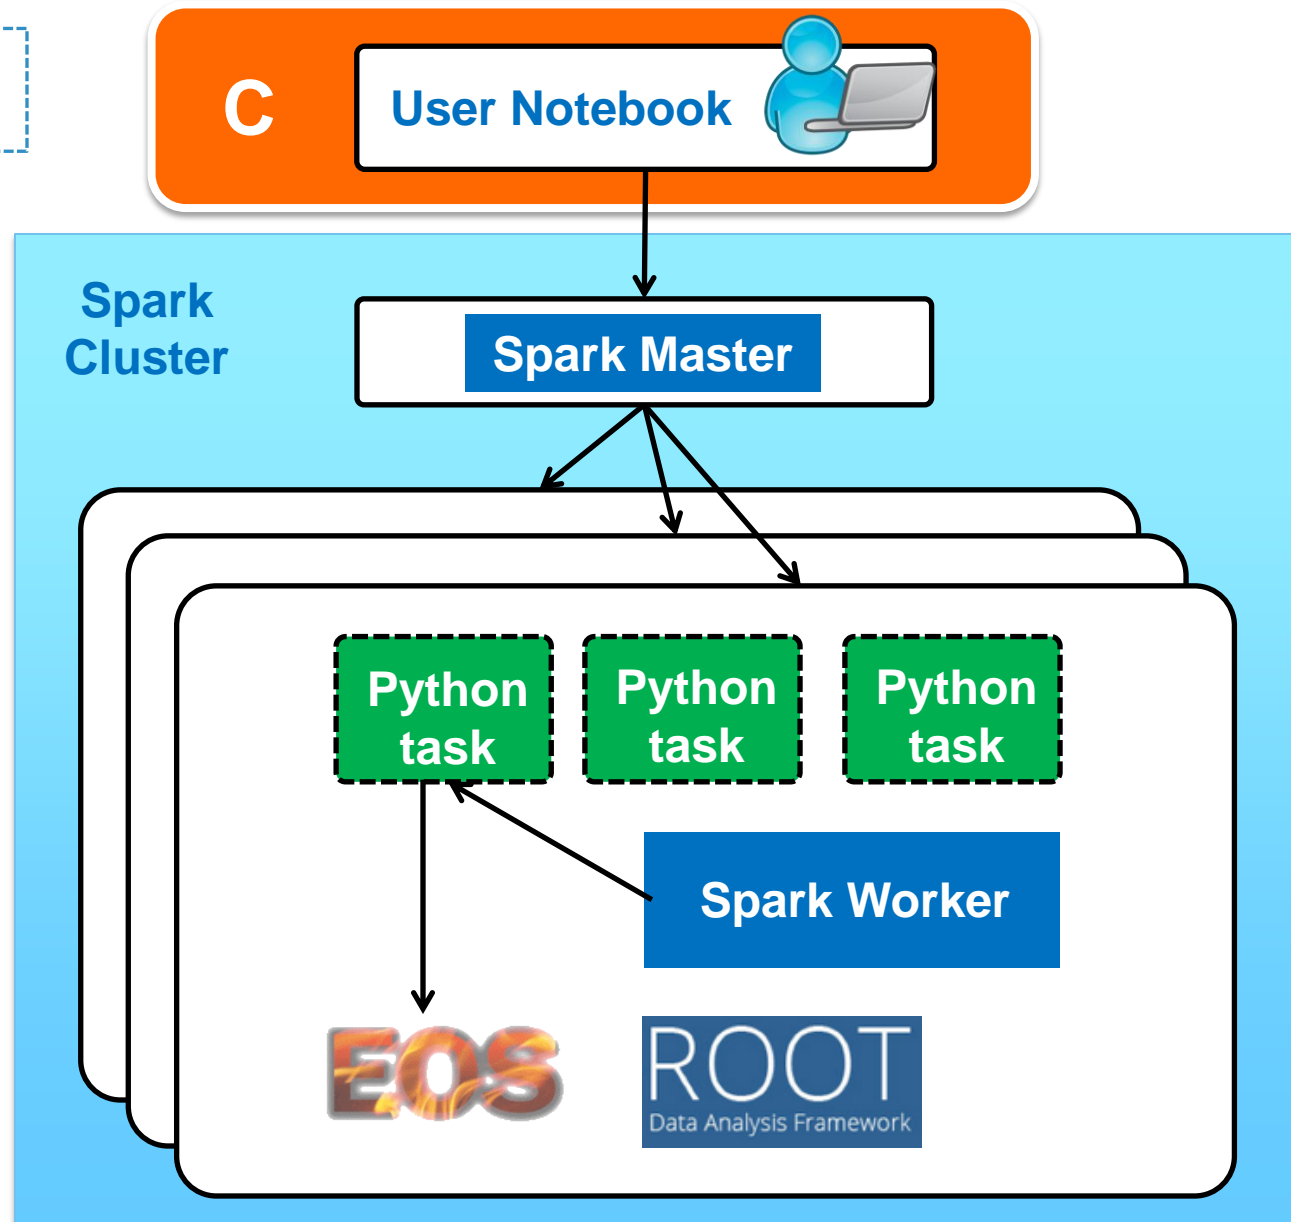 C
User Notebook
Spark
Cluster
Spark Master
Python
task
Python
task
Python
task
Spark Worker
EOS
ROOT
Data Analysis Framework